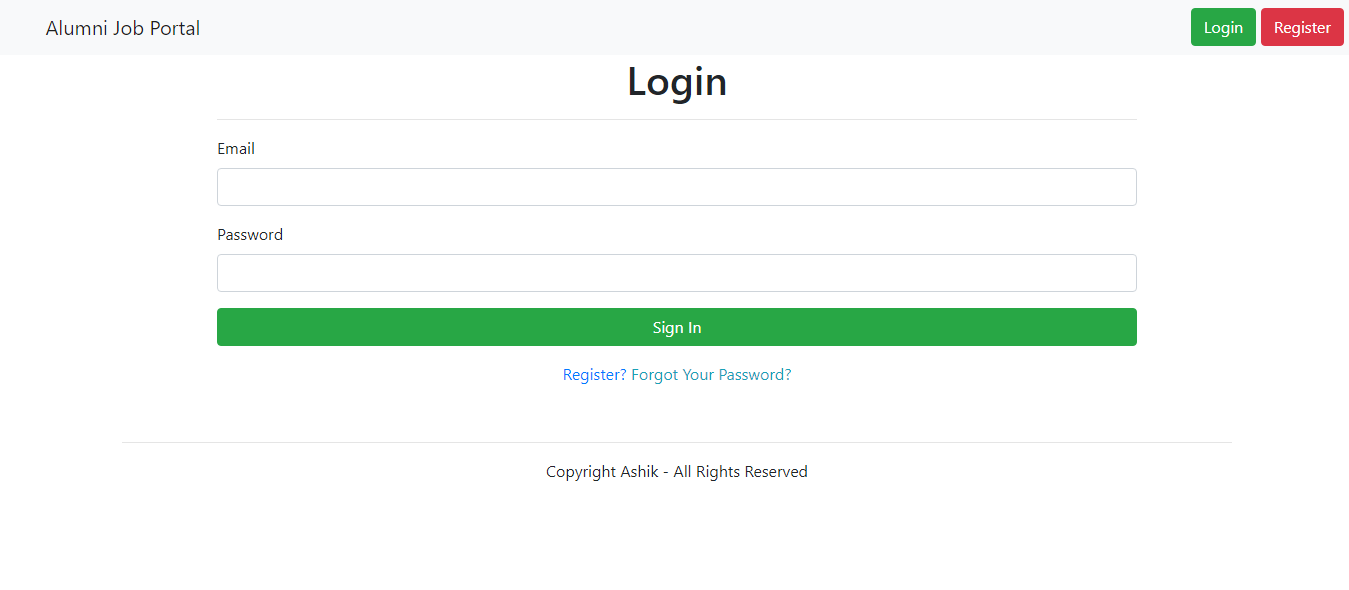 Alumni Job Portal Login Register
Login
Email
Password
Sign In
Register? Forgot Your Password?
Copyright Ashik - All Rights Reserved